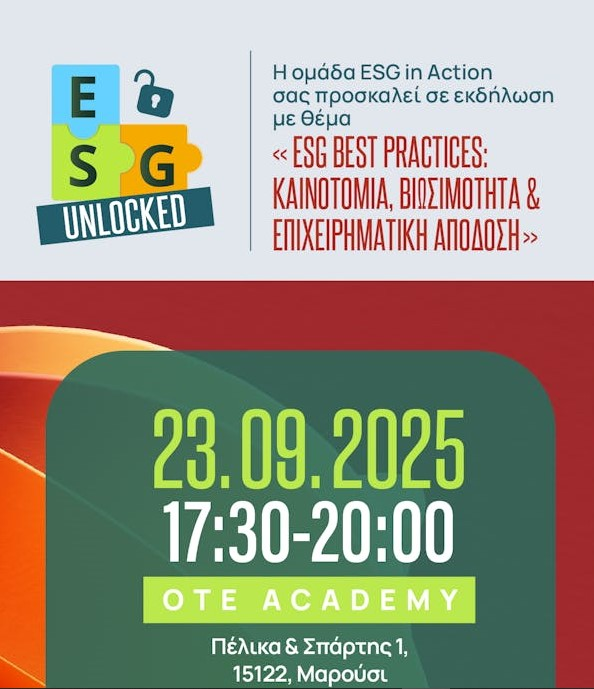 E
S G
UNLOCKED
Η ομάδα ESG in Action
σας προσκαλεί σε εκδήλωση
με θέμα
« ESG BEST PRACTICES:
ΚΑΙΝΟΤΟΜΙΑ, ΒΙΩΣΙΜΟΤΗΤΑ &
ΕΠΙΧΕΙΡΗΜΑΤΙΚΗ ΑΠΟΔΟΣΗ »
23.09.2025
17:30-20:00
OTE ACADEMY
Πέλικα & Σπάρτης 1,
15122, Μαρούσι